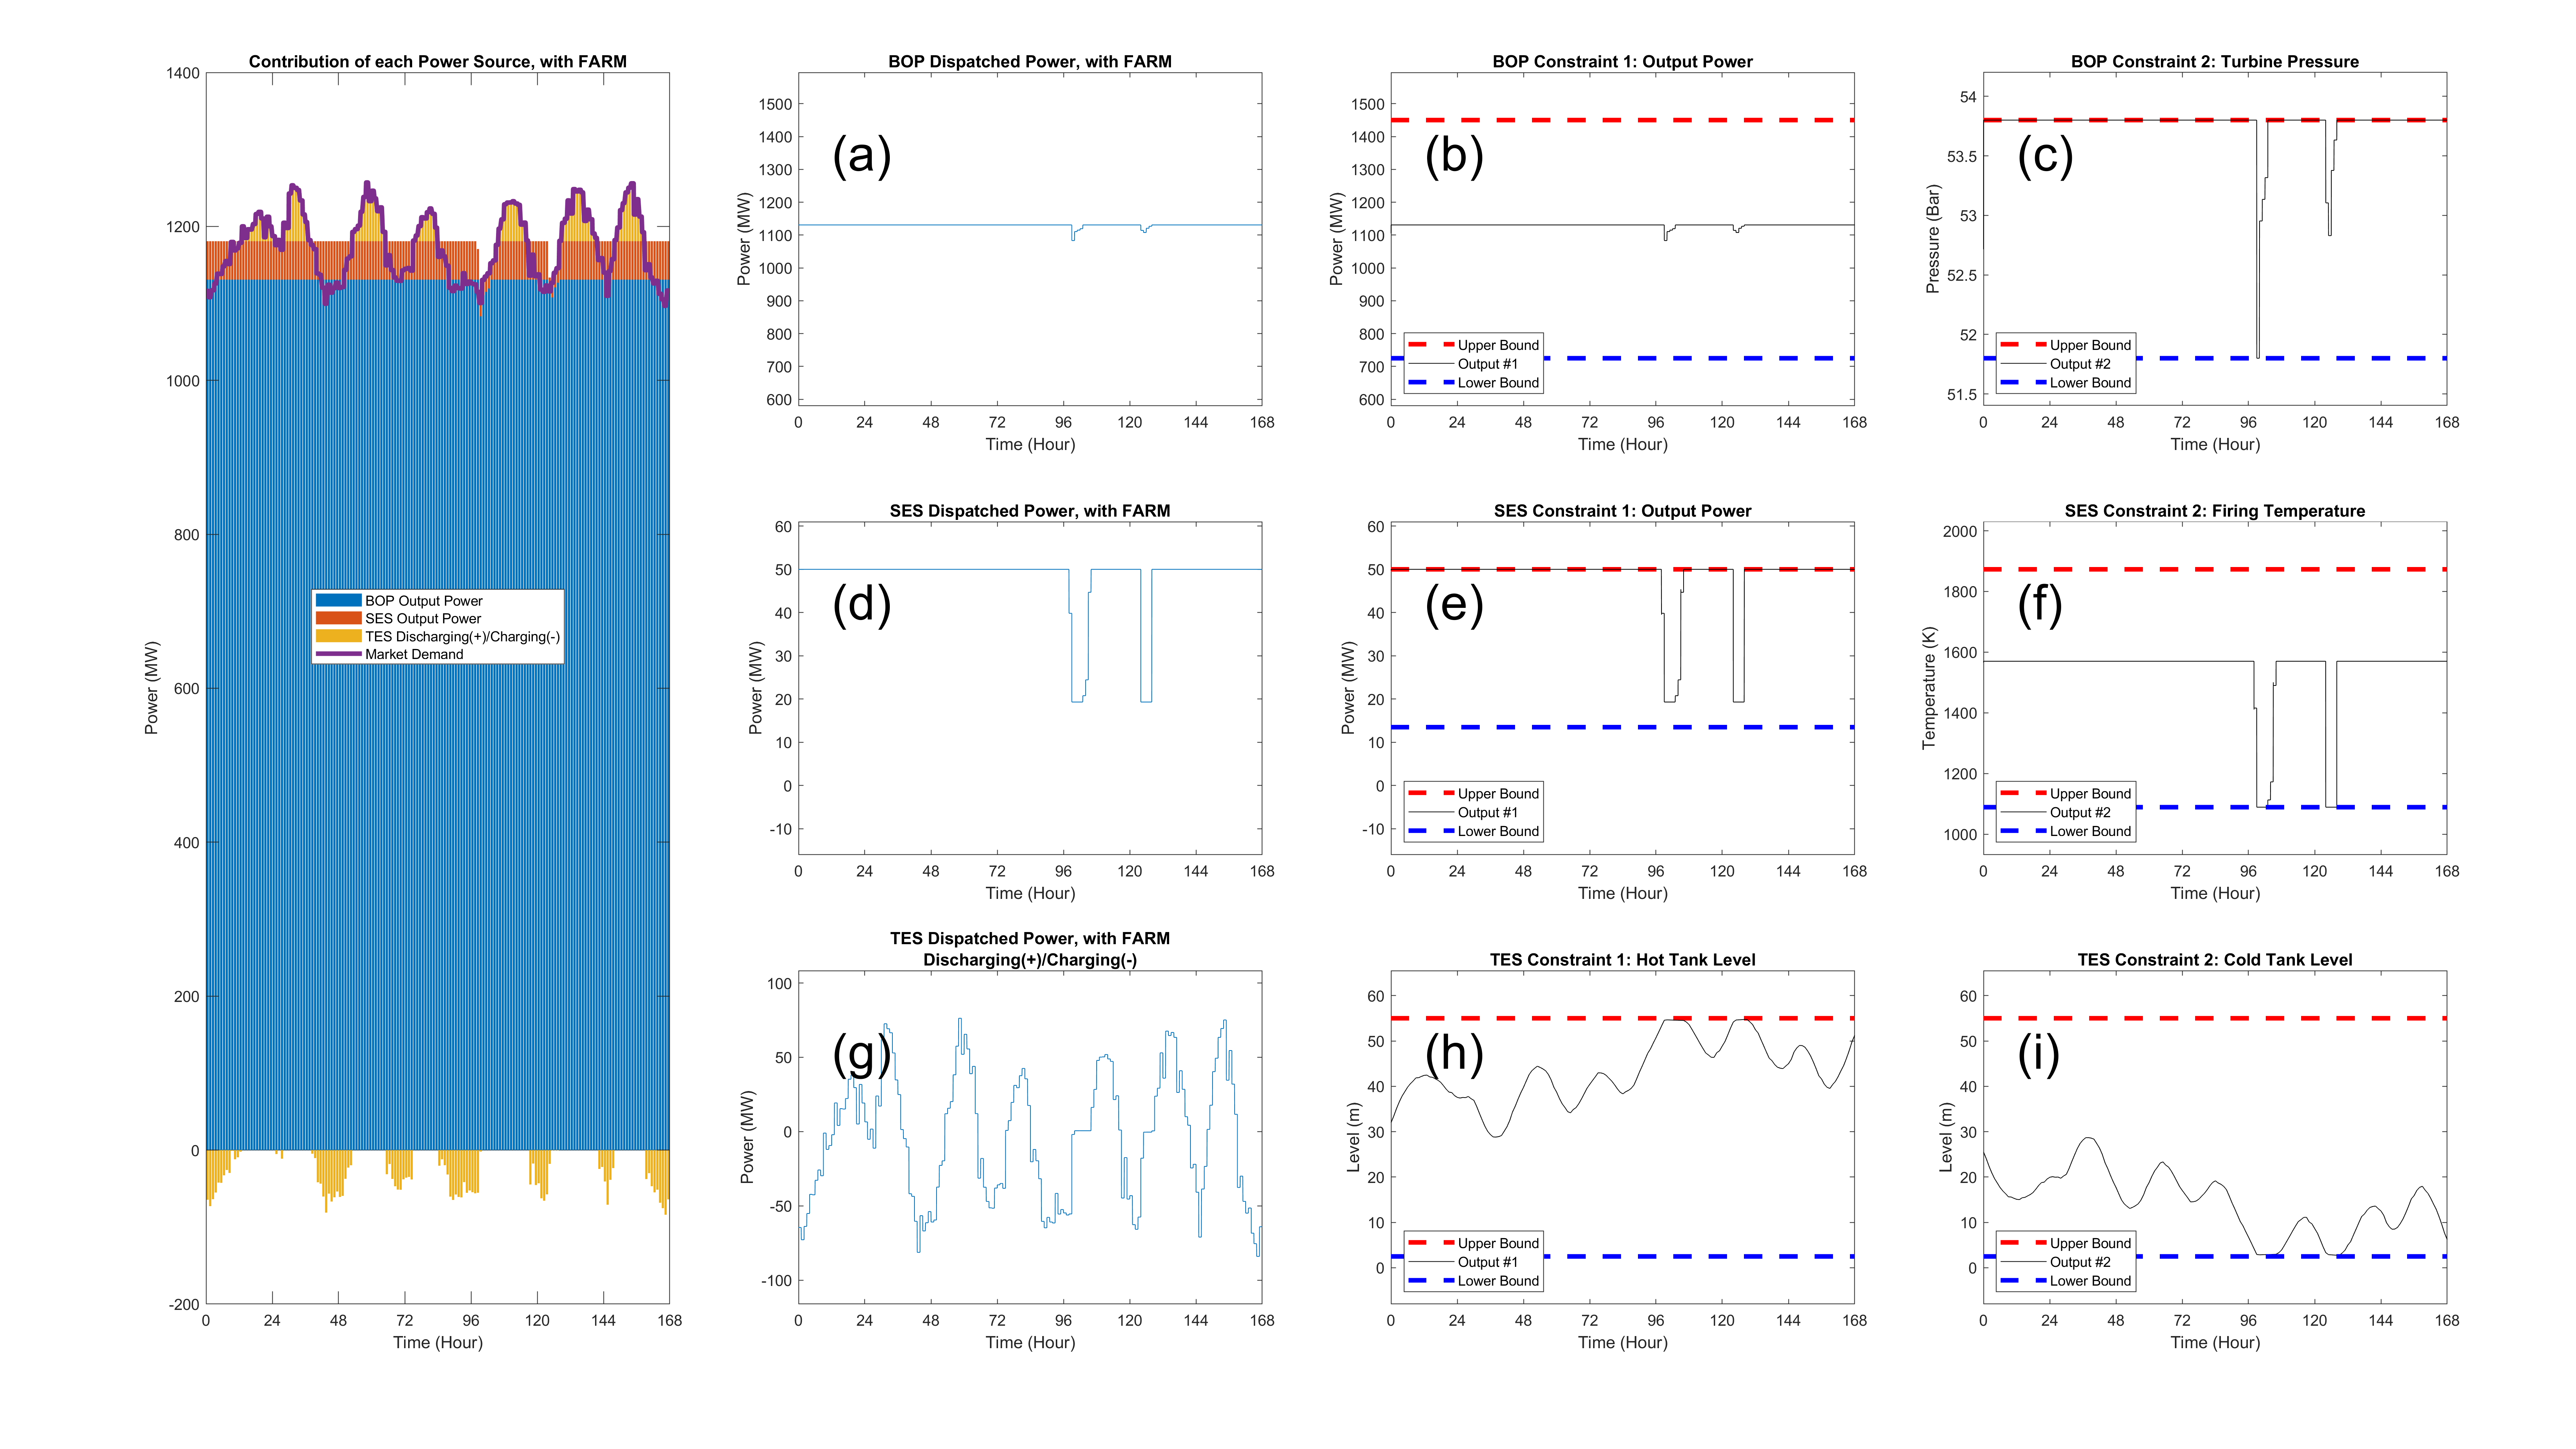 Contribution of each Power Source, with FARM
1400
1200
1000
800
600
400
200
0
-200
Power (MW)
BOP Output Power
SES Output Power
TES Discharging(+)/Charging(-)
Market Demand
0 24 48 72 96 120 144 168
Time (Hour)
BOP Dispatched Power, with FARM
(a)
1500
1400
1300
1200
1100
1000
900
800
700
600
Power (MW)
0 24 48 72 96 120 144 168
Time (Hour)
BOP Constraint 1: Output Power
(b)
1500
1400
1300
1200
1100
1000
900
800
700
600
Power (MW)
Upper Bound
Output #1
Lower Bound
0 24 48 72 96 120 144 168
Time (Hour)
BOP Constraint 2: Turbine Pressure
(c)
54
53.5
53
52.5
52
51.5
Pressure (Bar)
Upper Bound
Output #2
Lower Bound
0 24 48 72 96 120 144 168
Time (Hour)
SES Dispatched Power, with FARM
(d)
60
50
40
30
20
10
0
-10
Power (MW)
0 24 48 72 96 120 144 168
Time (Hour)
SES Constraint 1: Output Power
(e)
60
50
40
30
20
10
0
-10
Power (MW)
Upper Bound
Output #1
Lower Bound
0 24 48 72 96 120 144 168
Time (Hour)
SES Constraint 2: Firing Temperature
(f)
2000
1800
1600
1400
1200
1000
Temperature (K)
Upper Bound
Output #2
Lower Bound
0 24 48 72 96 120 144 168
Time (Hour)
TES Dispatched Power, with FARM
Discharging(+)/Charging(-)
(g)
100
50
0
-50
-100
Power (MW)
0 24 48 72 96 120 144 168
Time (Hour)
TES Constraint 1: Hot Tank Level
(h)
60
50
40
30
20
10
0
Level (m)
Upper Bound
Output #1
Lower Bound
0 24 48 72 96 120 144 168
Time (Hour)
TES Constraint 2: Cold Tank Level
(i)
60
50
40
30
20
10
0
Level (m)
Upper Bound
Output #2
Lower Bound
0 24 48 72 96 120 144 168
Time (Hour)